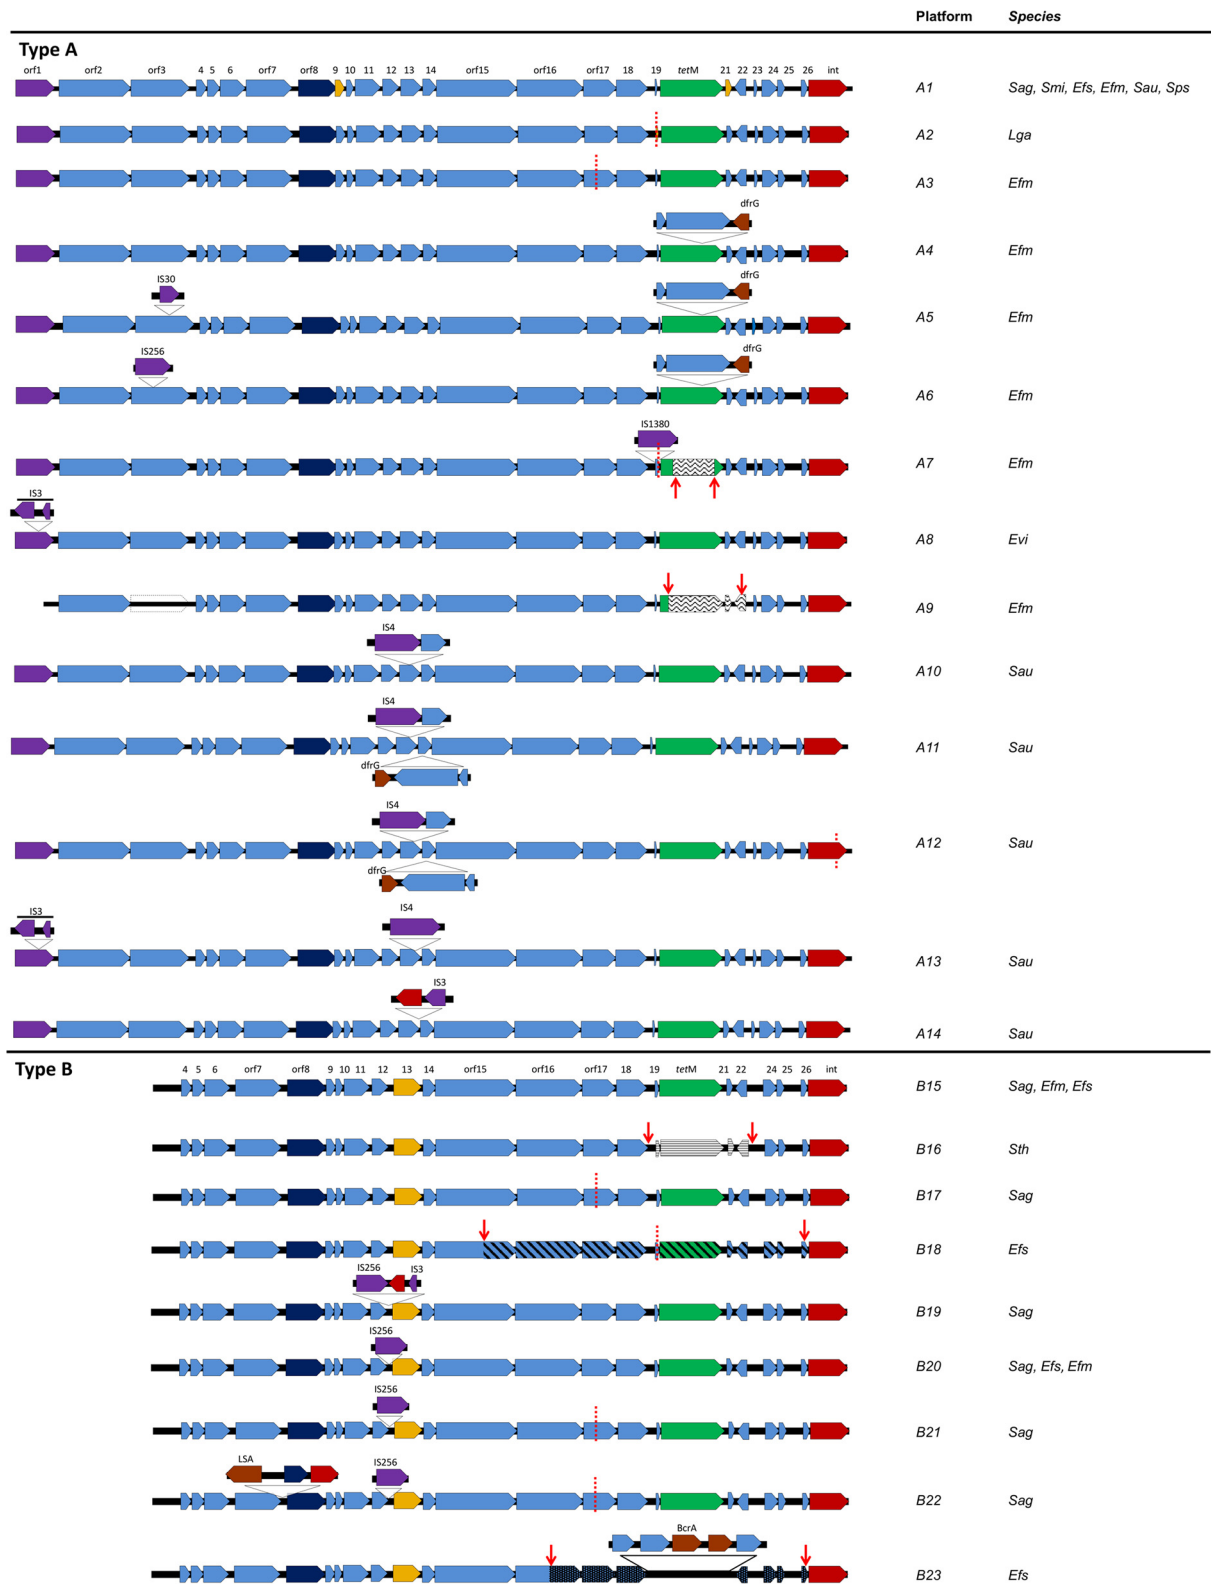 Platform Species
Type A
orf1 orf2 orf3 4 5 6 orf7 orf8 9 10 11 12 13 14 orf15 orf16 orf17 18 19 tetM 21 22 23 24 25 26 int
A1 Sag, Smi, Efs, Efm, Sau, Sps
A2 Lga
A3 Efm
dfrG
A4 Efm
IS30 dfrG
A5 Efm
IS256 dfrG
A6 Efm
IS1380
A7 Efm
IS3
A8 Evi
A9 Efm
IS4
A10 Sau
IS4
A11 Sau
dfrG
IS4
A12 Sau
dfrG
IS3 IS4
A13 Sau
IS3
A14 Sau
Type B
4 5 6 orf7 orf8 9 10 11 12 13 14 orf15 orf16 orf17 18 19 tetM 21 22 24 25 26 int
B15 Sag, Efm, Efs
B16 Sth
B17 Sag
B18 Efs
IS256 IS3
B19 Sag
IS256
B20 Sag, Efs, Efm
IS256
B21 Sag
LSA IS256
B22 Sag
BcrA
B23 Efs